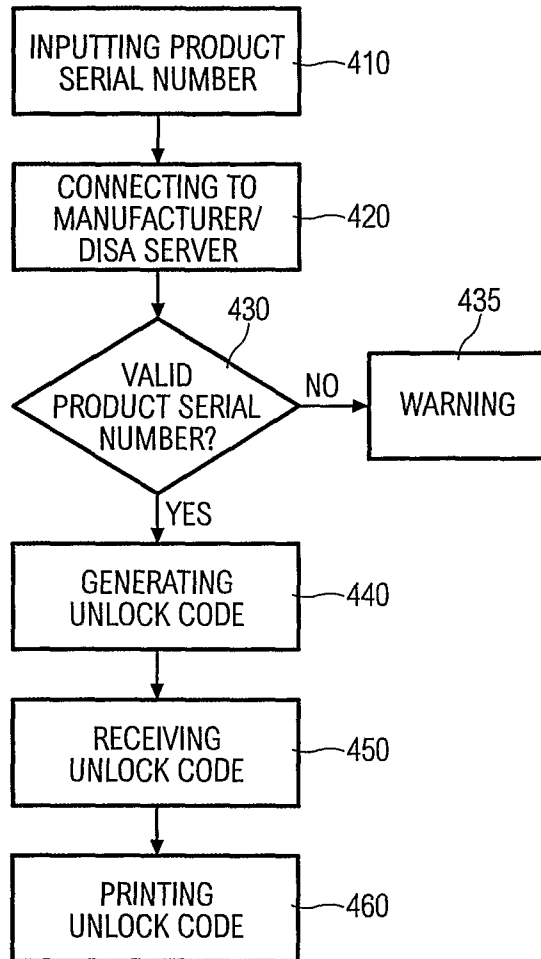 INPUTTING PRODUCT
SERIAL NUMBER
410
CONNECTING TO
MANUFACTURER/
DISA SERVER
420
430
435
VALID
PRODUCT SERIAL
NUMBER?
NO
WARNING
YES
GENERATING
UNLOCK CODE
440
RECEIVING
UNLOCK CODE
450
PRINTING
UNLOCK CODE
460